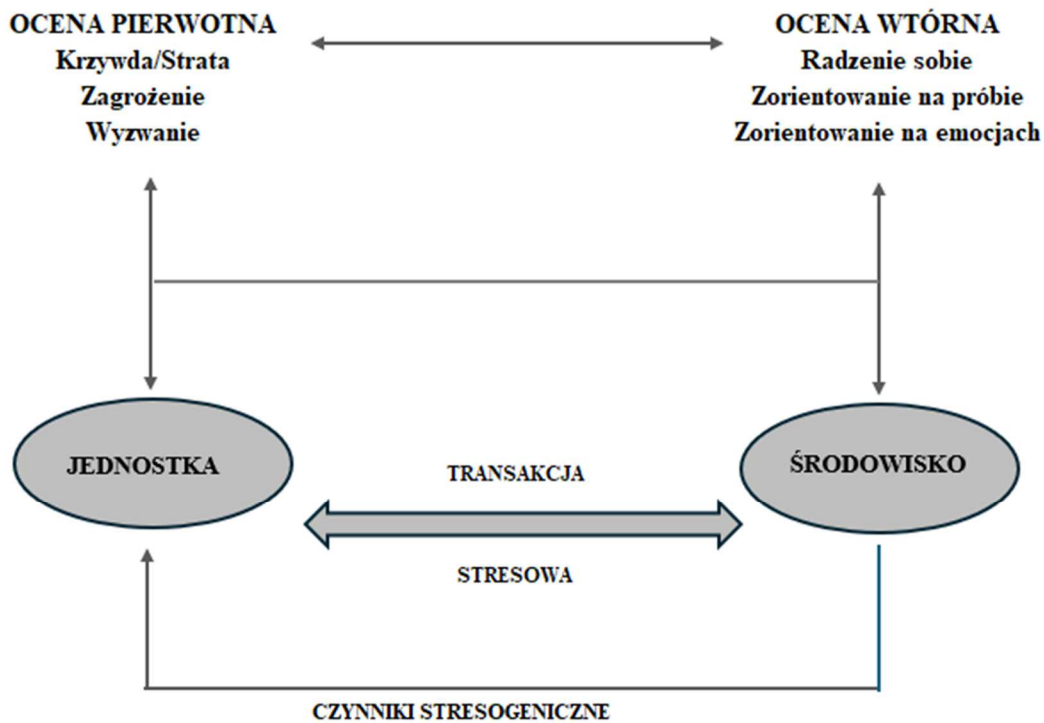 OCENA PIERWOTNA
Krzywda/Strata
Zagrożenie
Wyzwanie
OCENA WTÓRNA
Radzenie sobie
Zorientowanie na próbie
Zorientowanie na emocjach
JEDNOSTKA
ŚRODOWISKO
TRANSAKCJA
STRESOWA
CZYNNIKI STRESOGENICZNE